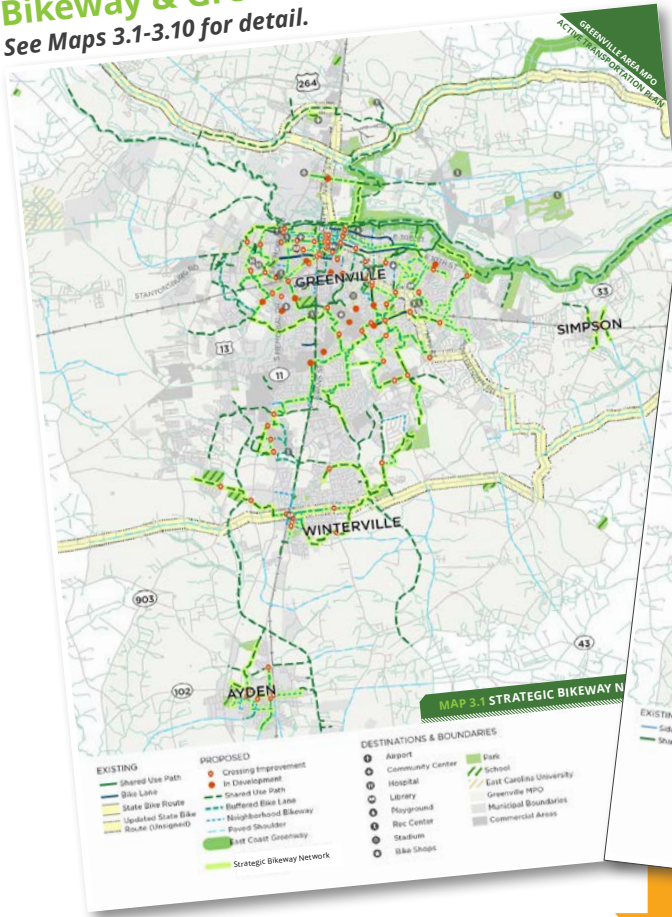 Bikeway & Gre
See Maps 3.1-3.10 for detail.
GREENVILLE AREA MPO
ACTIVE TRANSPORTATION PLAN
264
STANTONSBURG RD
GREENVILLE
33
SIMPSON
13
11
WINTERVILLE
903
43
102
AYDEN
MAP 3.1 STRATEGIC BIKEWAY N
EXISTING
Shared Use Path
Bike Lane
State Bike Route
Updated State Bike
Route (Unsigned)
PROPOSED
Crossing Improvement
In Development
Shared Use Path
Buffered Bike Lane
Neighborhood Bikeway
Paved Shoulder
East Coast Greenway
Strategic Bikeway Network
DESTINATIONS & BOUNDARIES
Airport
Community Center
Hospital
Library
Playground
Rec Center
Stadium
Bike Shops
Park
School
East Carolina University
Greenville MPO
Municipal Boundaries
Commercial Areas
EXISTIN
Side
Shar